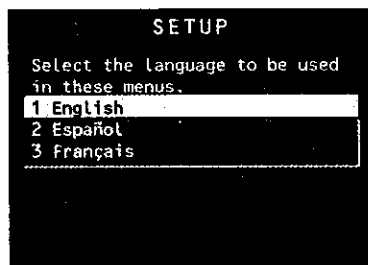 SETUP
Select the language to be used
in these menus.
1 English
2 Español
3 Français